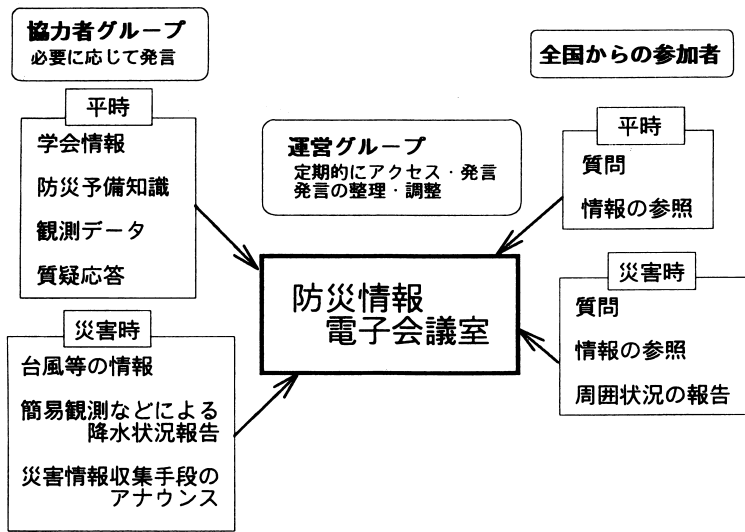 協力者グループ
必要に応じて発言
平時
学会情報
防災予備知識
観測データ
質疑応答
災害時
台風等の情報
簡易観測などによる
降水状況報告
災害情報収集手段の
アナウンス
運営グループ
定期的にアクセス・発言
発言の整理・調整
防災情報
電子会議室
全国からの参加者
平時
質問
情報の参照
災害時
質問
情報の参照
周囲状況の報告